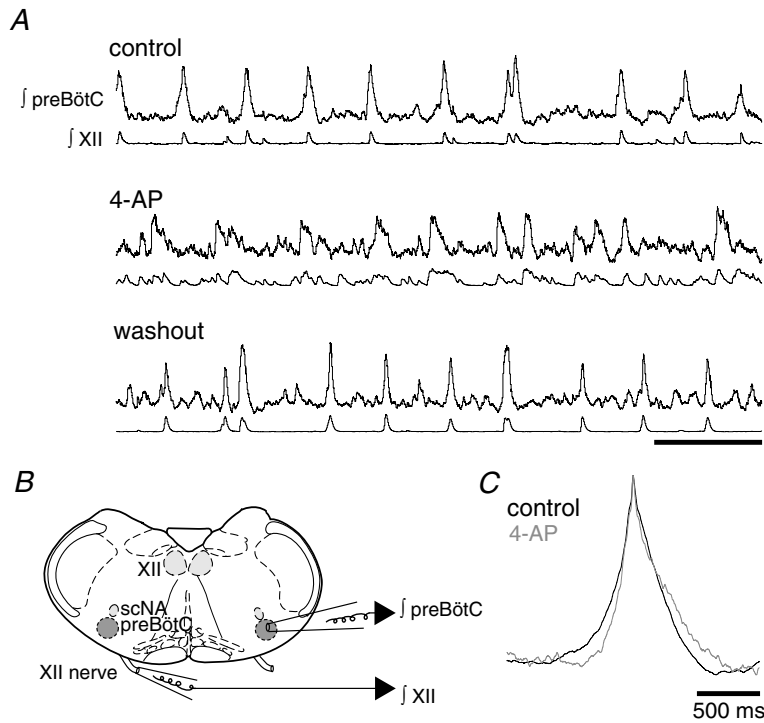 A
control
∫ preBötC
∫ XII
4-AP
washout
B
XII
scNA
preBötC
XII nerve
∫ preBötC
∫ XII
C
control
4-AP
500 ms